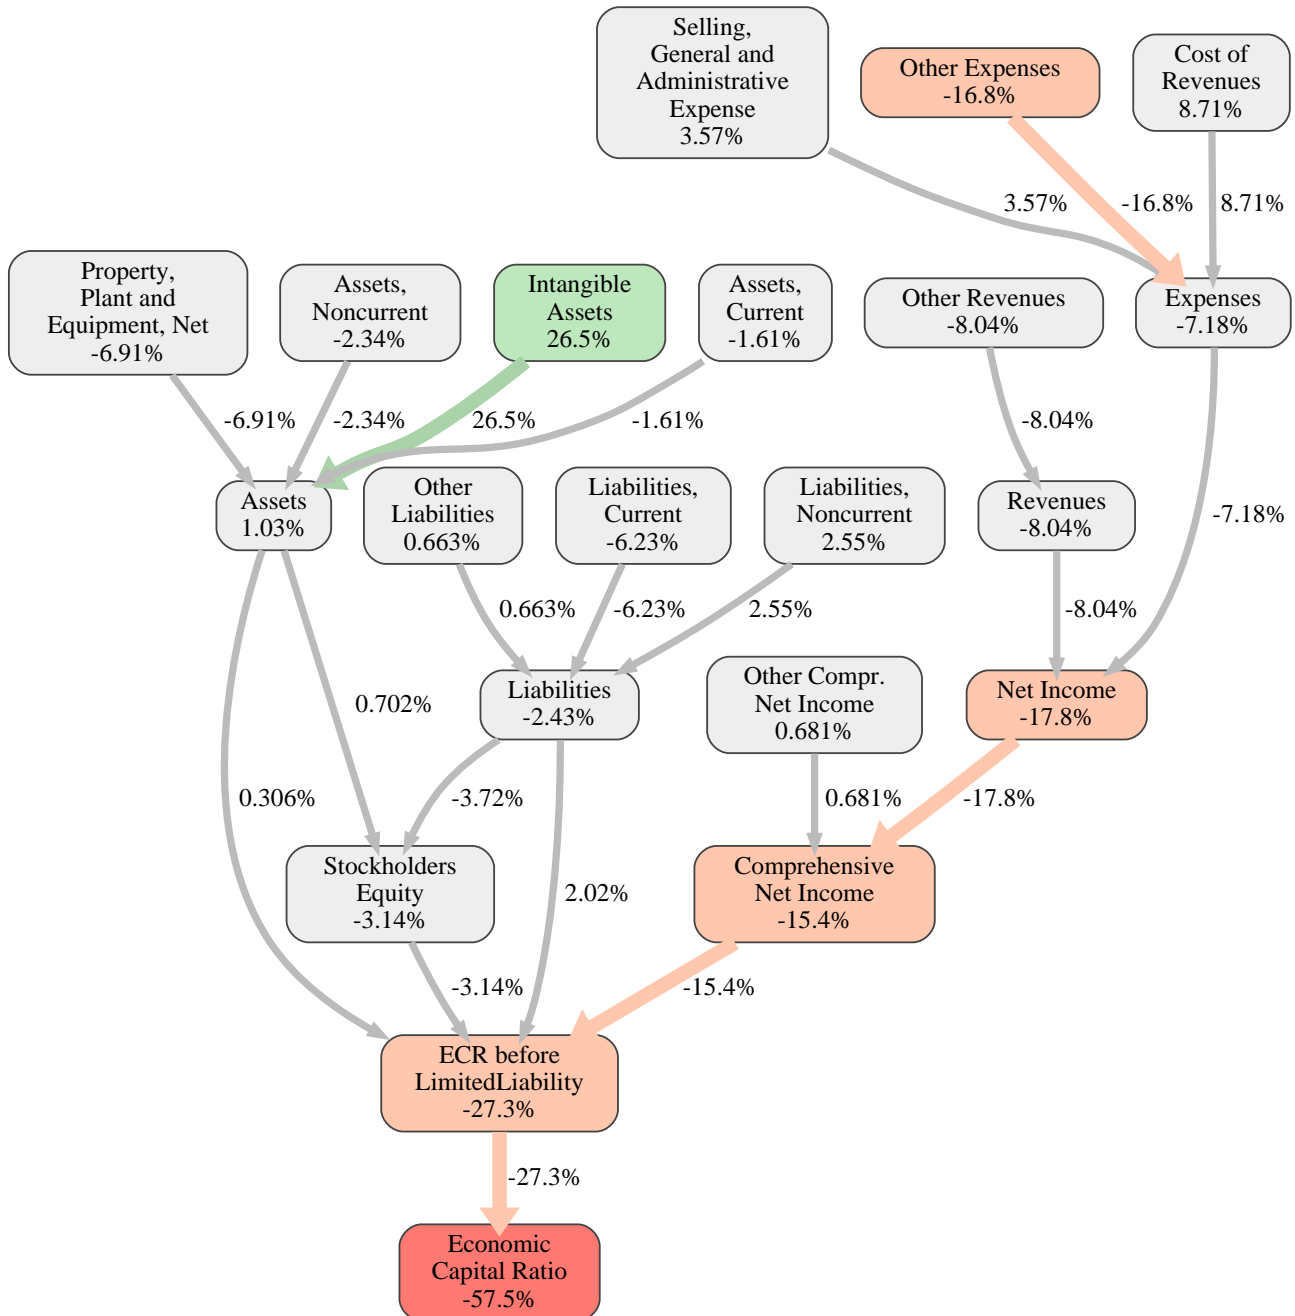 Selling,
General and
Administrative
Expense
3.57%
Other Expenses
-16.8%
Cost of
Revenues
8.71%
3.57%
-16.8%
8.71%
Property,
Plant and
Equipment, Net
-6.91%
Assets,
Noncurrent
-2.34%
Intangible
Assets
26.5%
Assets,
Current
-1.61%
Other Revenues
-8.04%
Expenses
-7.18%
-6.91%
-2.34%
26.5%
-1.61%
-8.04%
-7.18%
Assets
1.03%
Other
Liabilities
0.663%
Liabilities,
Current
-6.23%
Liabilities,
Noncurrent
2.55%
Revenues
-8.04%
0.663%
-6.23%
2.55%
-8.04%
0.702%
Liabilities
-2.43%
Other Compr.
Net Income
0.681%
Net Income
-17.8%
0.306%
-3.72%
0.681%
-17.8%
Stockholders
Equity
-3.14%
2.02%
Comprehensive
Net Income
-15.4%
-3.14%
-15.4%
ECR before
LimitedLiability
-27.3%
-27.3%
Economic
Capital Ratio
-57.5%